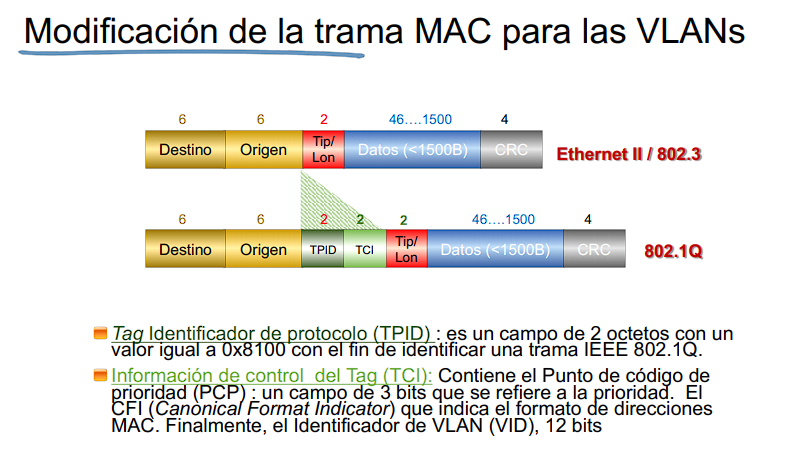 Modificación de la trama MAC para las VLANs
6 6 2 46....1500 4
Destino Origen Tip/ Lon Datos (<1500B) CRC
Ethernet II / 802.3
6 6 2 2 2 46....1500 4
Destino Origen TPID TCI Tip/ Lon Datos (<1500B) CRC
802.1Q
Tag Identificador de protocolo (TPID) : es un campo de 2 octetos con un
valor igual a 0x8100 con el fin de identificar una trama IEEE 802.1Q.
Información de control del Tag (TCI): Contiene el Punto de código de
prioridad (PCP) : un campo de 3 bits que se refiere a la prioridad. El
CFI (Canonical Format Indicator) que indica el formato de direcciones
MAC. Finalmente, el Identificador de VLAN (VID), 12 bits